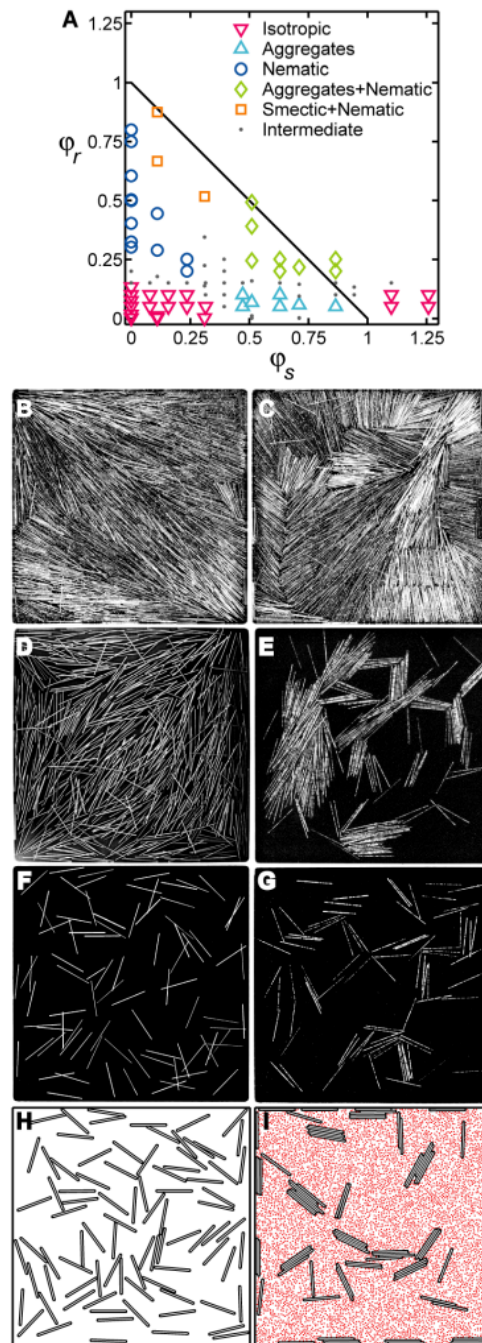 A
1.25
Isotropic
Aggregates
Nematic
1
Aggregates+Nematic
Smectic+Nematic
Intermediate
0.75
φr
0.5
0.25
0
0 0.25 0.5 0.75 1 1.25
φs
B C
D E
F G
H I